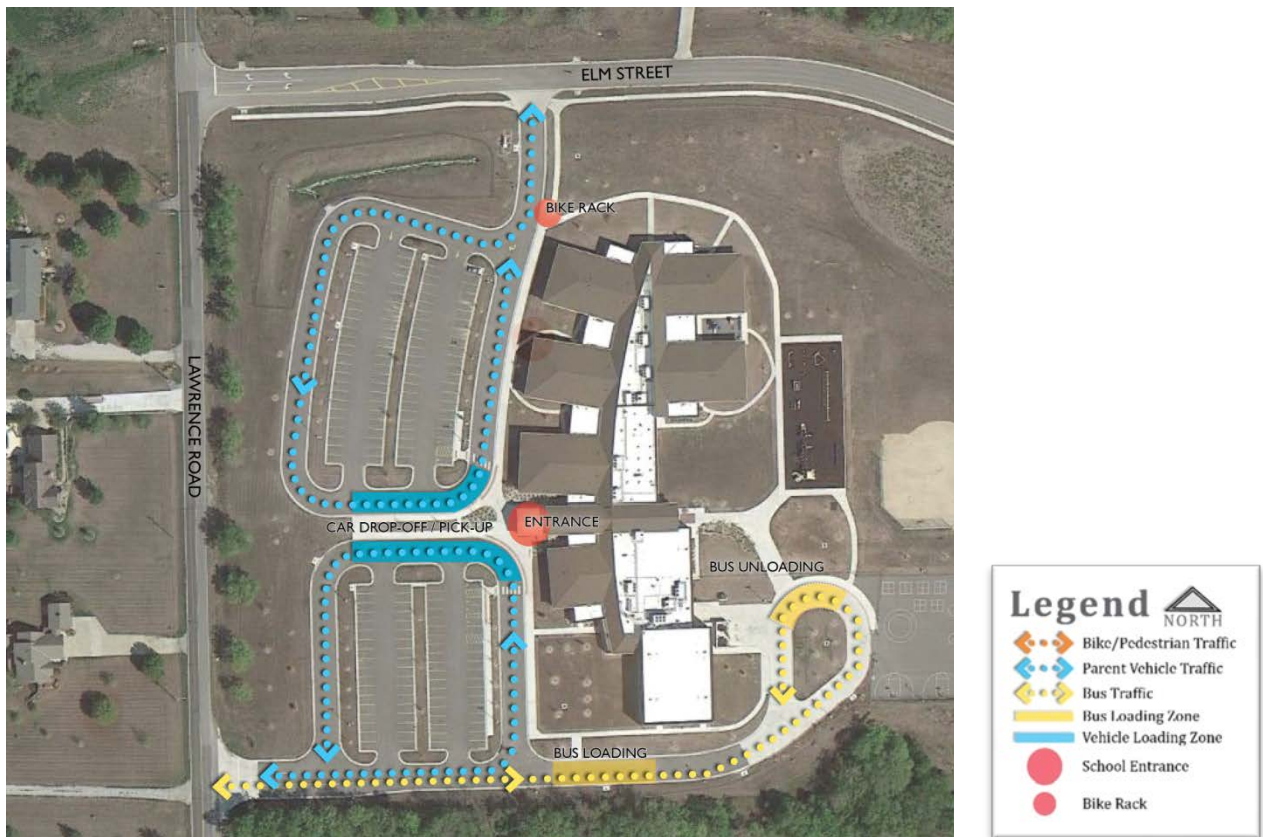 ELM STREET
BIKE RACK
LAWRENCE ROAD
ENTRANCE
CAR DROP-OFF / PICK-UP
BUS UNLOADING
BUS LOADING
Legend
NORTH
Bike/Pedestrian Traffic
Parent Vehicle Traffic
Bus Traffic
Bus Loading Zone
Vehicle Loading Zone
School Entrance
Bike Rack